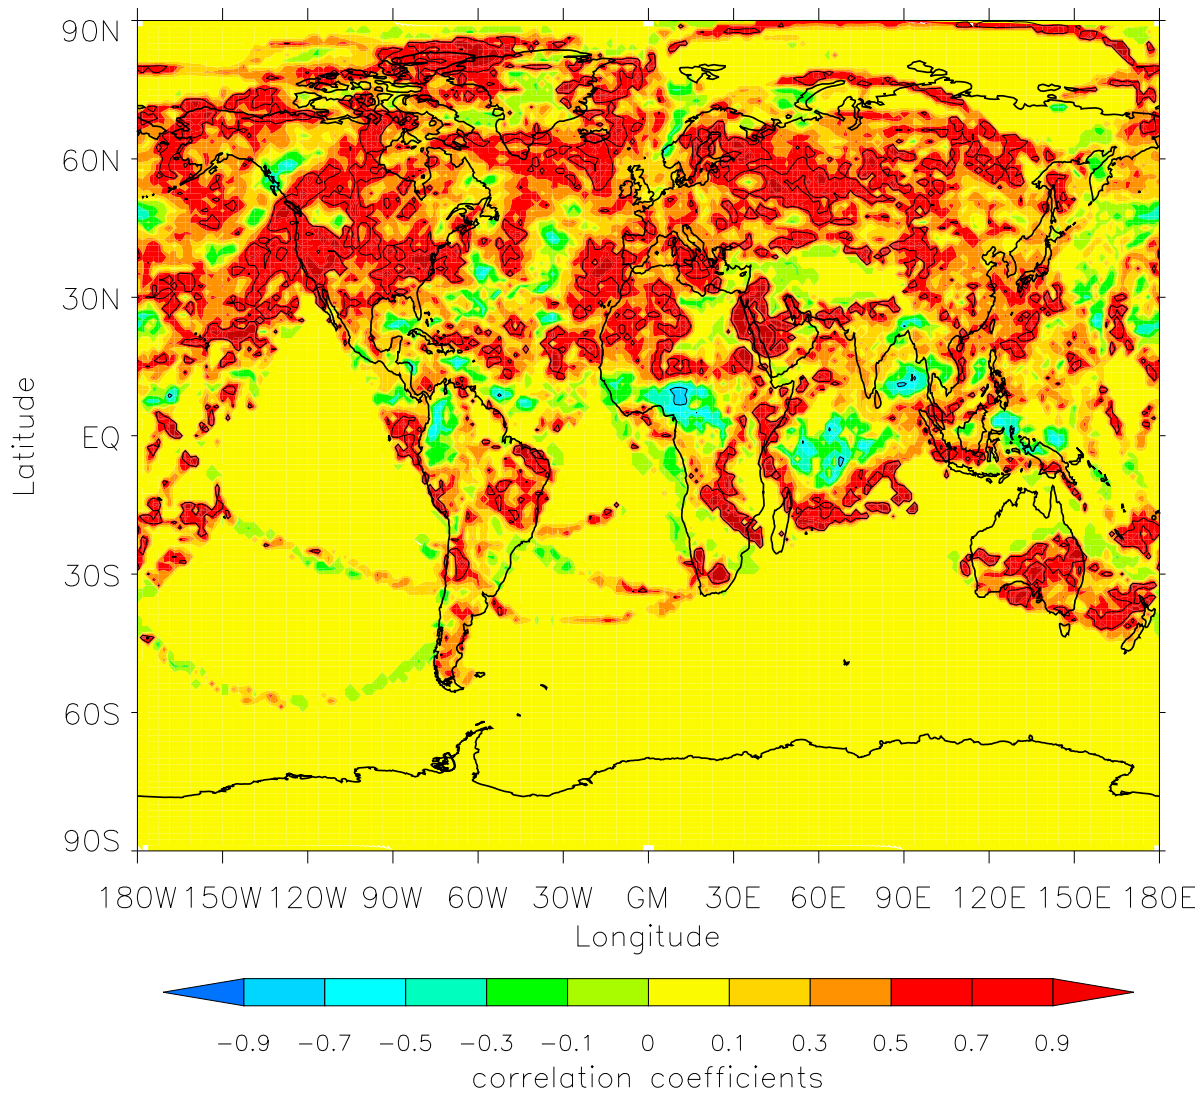 90N
60N
30N
EQ
30S
60S
90S
Latitude
180W 150W 120W 90W 60W 30W GM 30E 60E 90E 120E 150E 180E
Longitude
−0.9 −0.7 −0.5 −0.3 −0.1 0 0.1 0.3 0.5 0.7 0.9
correlation coefficients